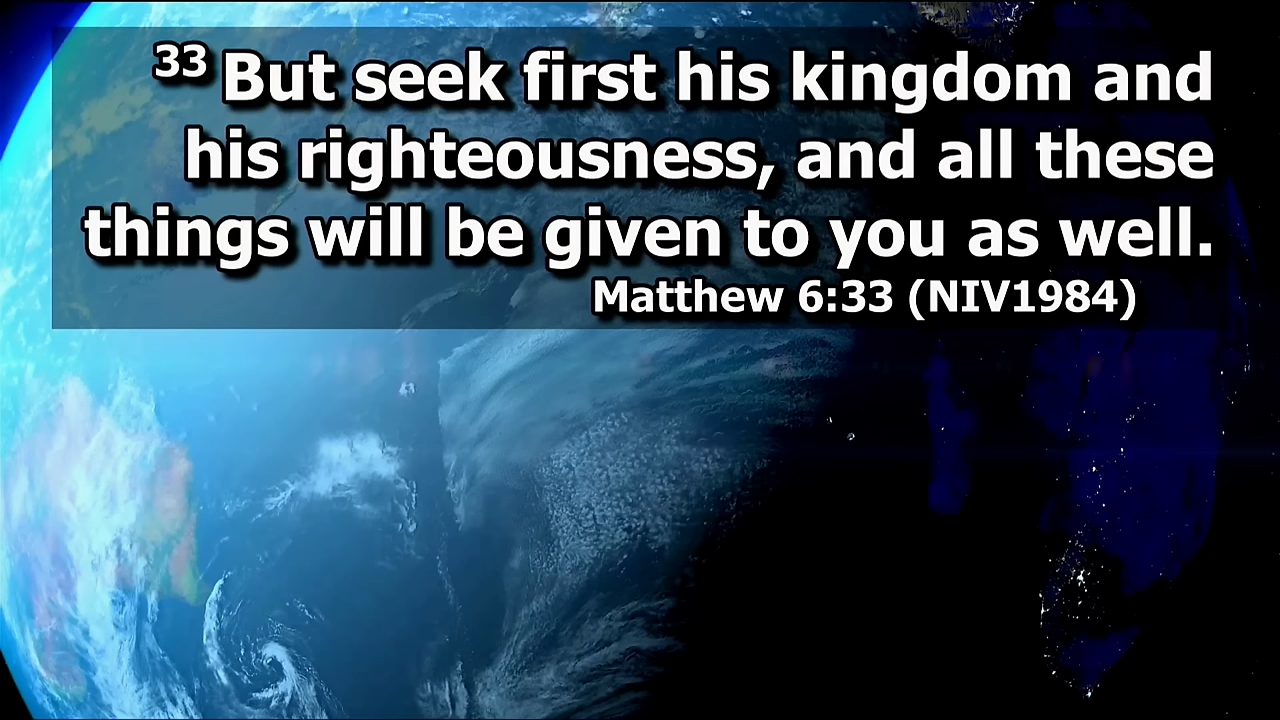 33 But seek first his kingdom and
his righteousness, and all these
things will be given to you as well.
Matthew 6:33 (NIV1984)